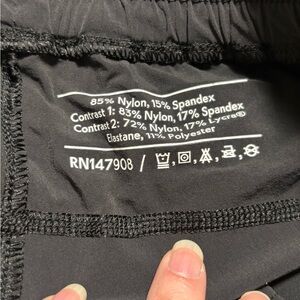 85% Nylon, 15% Spandex
Contrast 1: 83% Nylon, 17% Spandex
Contrast 2: 72% Nylon, 17% Lycra®
Elastane, 11% Polyester
RN147908 /